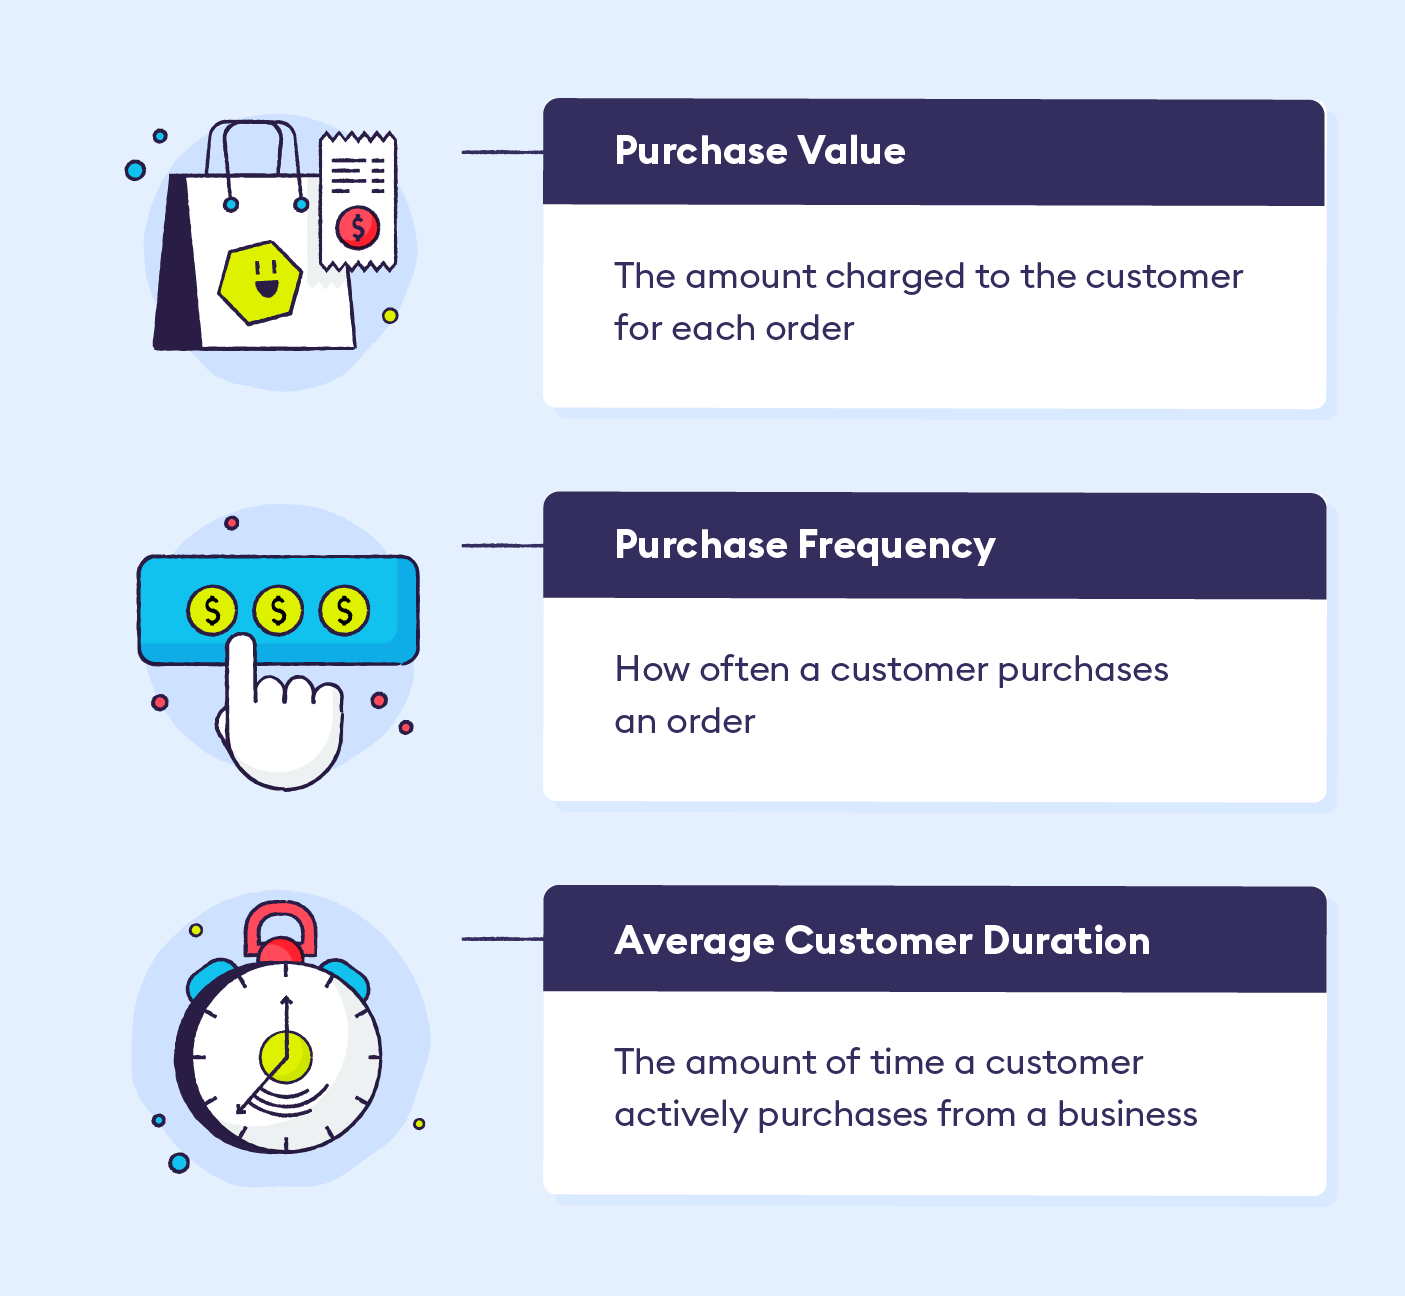 Purchase Value
The amount charged to the customer
for each order
$
Purchase Frequency
How often a customer purchases
an order
$ $ $
Average Customer Duration
The amount of time a customer
actively purchases from a business